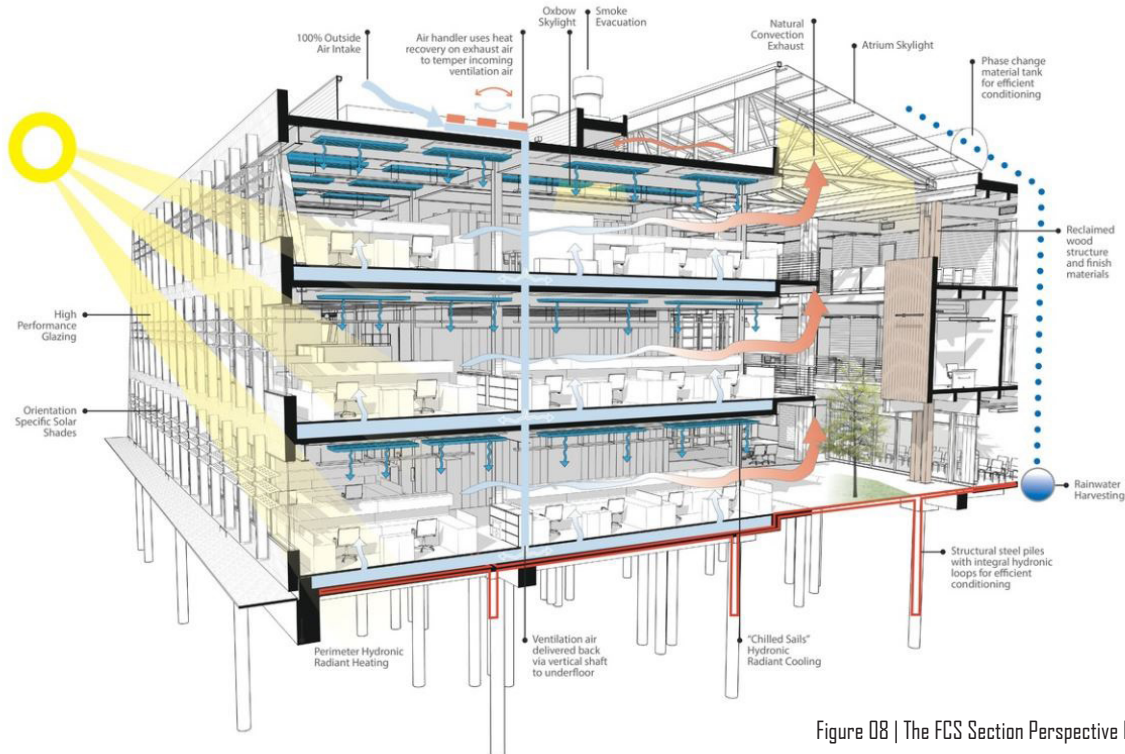 100% Outside
Air Intake
Air handler uses heat
recovery on exhaust air
to temper incoming
ventilation air
Oxbow
Skylight
Smoke
Evacuation
Natural
Convection
Exhaust
Atrium Skylight
Phase change
material tank
for efficient
conditioning
Reclaimed
wood
structure
and finish
materials
High
Performance
Glazing
Orientation
Specific Solar
Shades
Rainwater
Harvesting
Structural steel piles
with integral hydronic
loops for efficient
conditioning
Perimeter Hydronic
Radiant Heating
Ventilation air
delivered back
via vertical shaft
to underfloor
"Chilled Sails"
Hydronic
Radiant Cooling
Figure 08 | The FCS Section Perspective